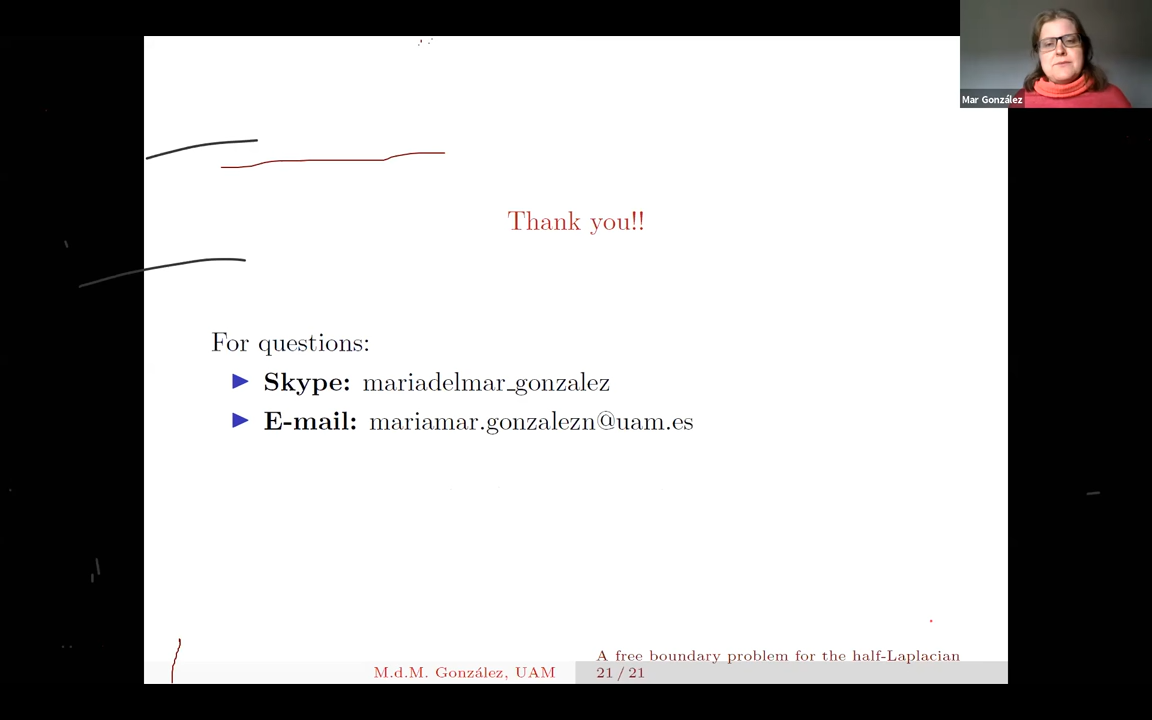 Mar González
Thank you!!
For questions:
Skype: mariadelmar_gonzalez
E-mail: mariamar.gonzalezn@uam.es
M.d.M. González, UAM
A free boundary problem for the half-Laplacian
21 / 21